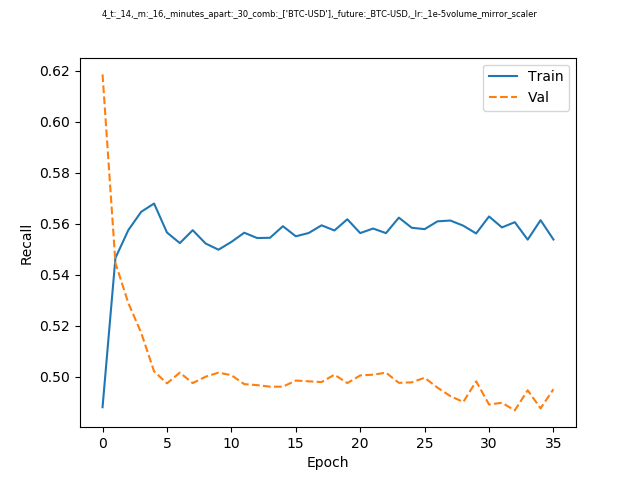 4_t:_14,_m:_16,_minutes_apart:_30_comb:_['BTC-USD'],_future:_BTC-USD,_lr:_1e-5volume_mirror_scaler
Train
Val
0.62
0.60
0.58
0.56
0.54
0.52
0.50
Recall
0 5 10 15 20 25 30 35
Epoch